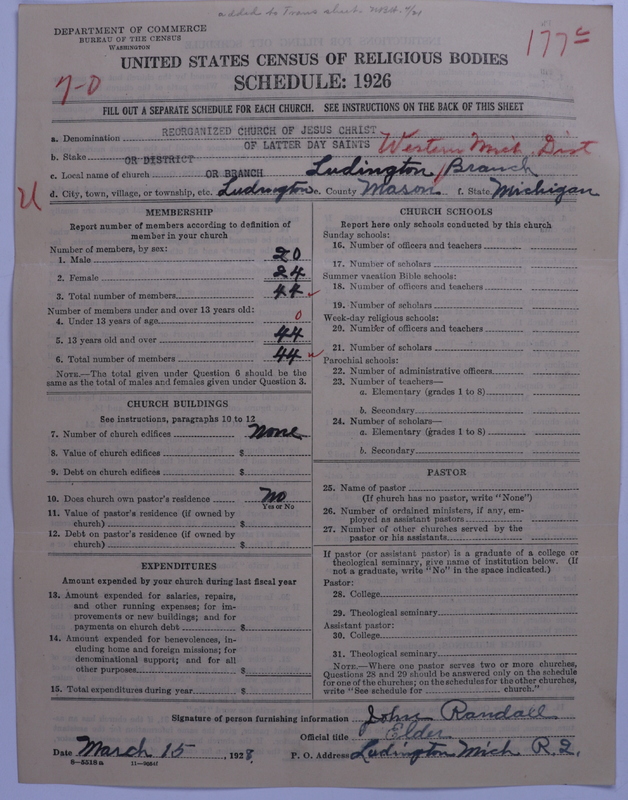 added to Trans sheet
DEPARTMENT OF COMMERCE
BUREAU OF THE CENSUS
WASHINGTON
177c
UNITED STATES CENSUS OF RELIGIOUS BODIES
7-0
SCHEDULE: 1926
FILL OUT A SEPARATE SCHEDULE FOR EACH CHURCH. SEE INSTRUCTIONS ON THE BACK OF THIS SHEET
a. Denomination REORGANIZED CHURCH OF JESUS CHRIST
OF LATTER DAY SAINTS Western Mich. Dist
b. Stake OR DISTRICT
c. Local name of church OR BRANCH Ludington Branch
d. City, town, village, or township, etc. Ludington e. County Mason f. State Michigan
MEMBERSHIP
Report number of members according to definition of
member in your church
Number of members, by sex:
1. Male 20
2. Female 24
3. Total number of members 44
Number of members under and over 13 years old:
4. Under 13 years of age 0
5. 13 years old and over 44
6. Total number of members 44
NOTE.—The total given under Question 6 should be the
same as the total of males and females given under Question 3.
CHURCH BUILDINGS
See instructions, paragraphs 10 to 12
7. Number of church edifices None
8. Value of church edifices $
9. Debt on church edifices $
10. Does church own pastor's residence No
Yes or No
11. Value of pastor's residence (if owned by
church) $
12. Debt on pastor's residence (if owned by
church) $
EXPENDITURES
Amount expended by your church during last fiscal year
13. Amount expended for salaries, repairs,
and other running expenses; for im-
provements or new buildings; and for
payments on church debt $
14. Amount expended for benevolences, in-
cluding home and foreign missions; for
denominational support; and for all
other purposes $
15. Total expenditures during year $
CHURCH SCHOOLS
Report here only schools conducted by this church
Sunday schools:
16. Number of officers and teachers
17. Number of scholars
Summer vacation Bible schools:
18. Number of officers and teachers
19. Number of scholars
Week-day religious schools:
20. Number of officers and teachers
21. Number of scholars
Parochial schools:
22. Number of administrative officers
23. Number of teachers—
a. Elementary (grades 1 to 8)
b. Secondary
24. Number of scholars—
a. Elementary (grades 1 to 8)
b. Secondary
PASTOR
25. Name of pastor
(If church has no pastor, write "None")
26. Number of ordained ministers, if any, em-
ployed as assistant pastors
27. Number of other churches served by the
pastor or his assistants
If pastor (or assistant pastor) is a graduate of a college or
theological seminary, give name of institution below. (If
not a graduate, write "No" in the space indicated.)
Pastor:
28. College
29. Theological seminary
Assistant pastor:
30. College
31. Theological seminary
NOTE.—Where one pastor serves two or more churches,
Questions 28 and 29 should be answered only on the schedule
for one of the churches; on the schedules for the other churches,
write "See schedule for church."
Signature of person furnishing information John Randall
Official title Elder
Date March 15, 1928 P. O. Address Ludington Mich R.2.
8-5518a 11-